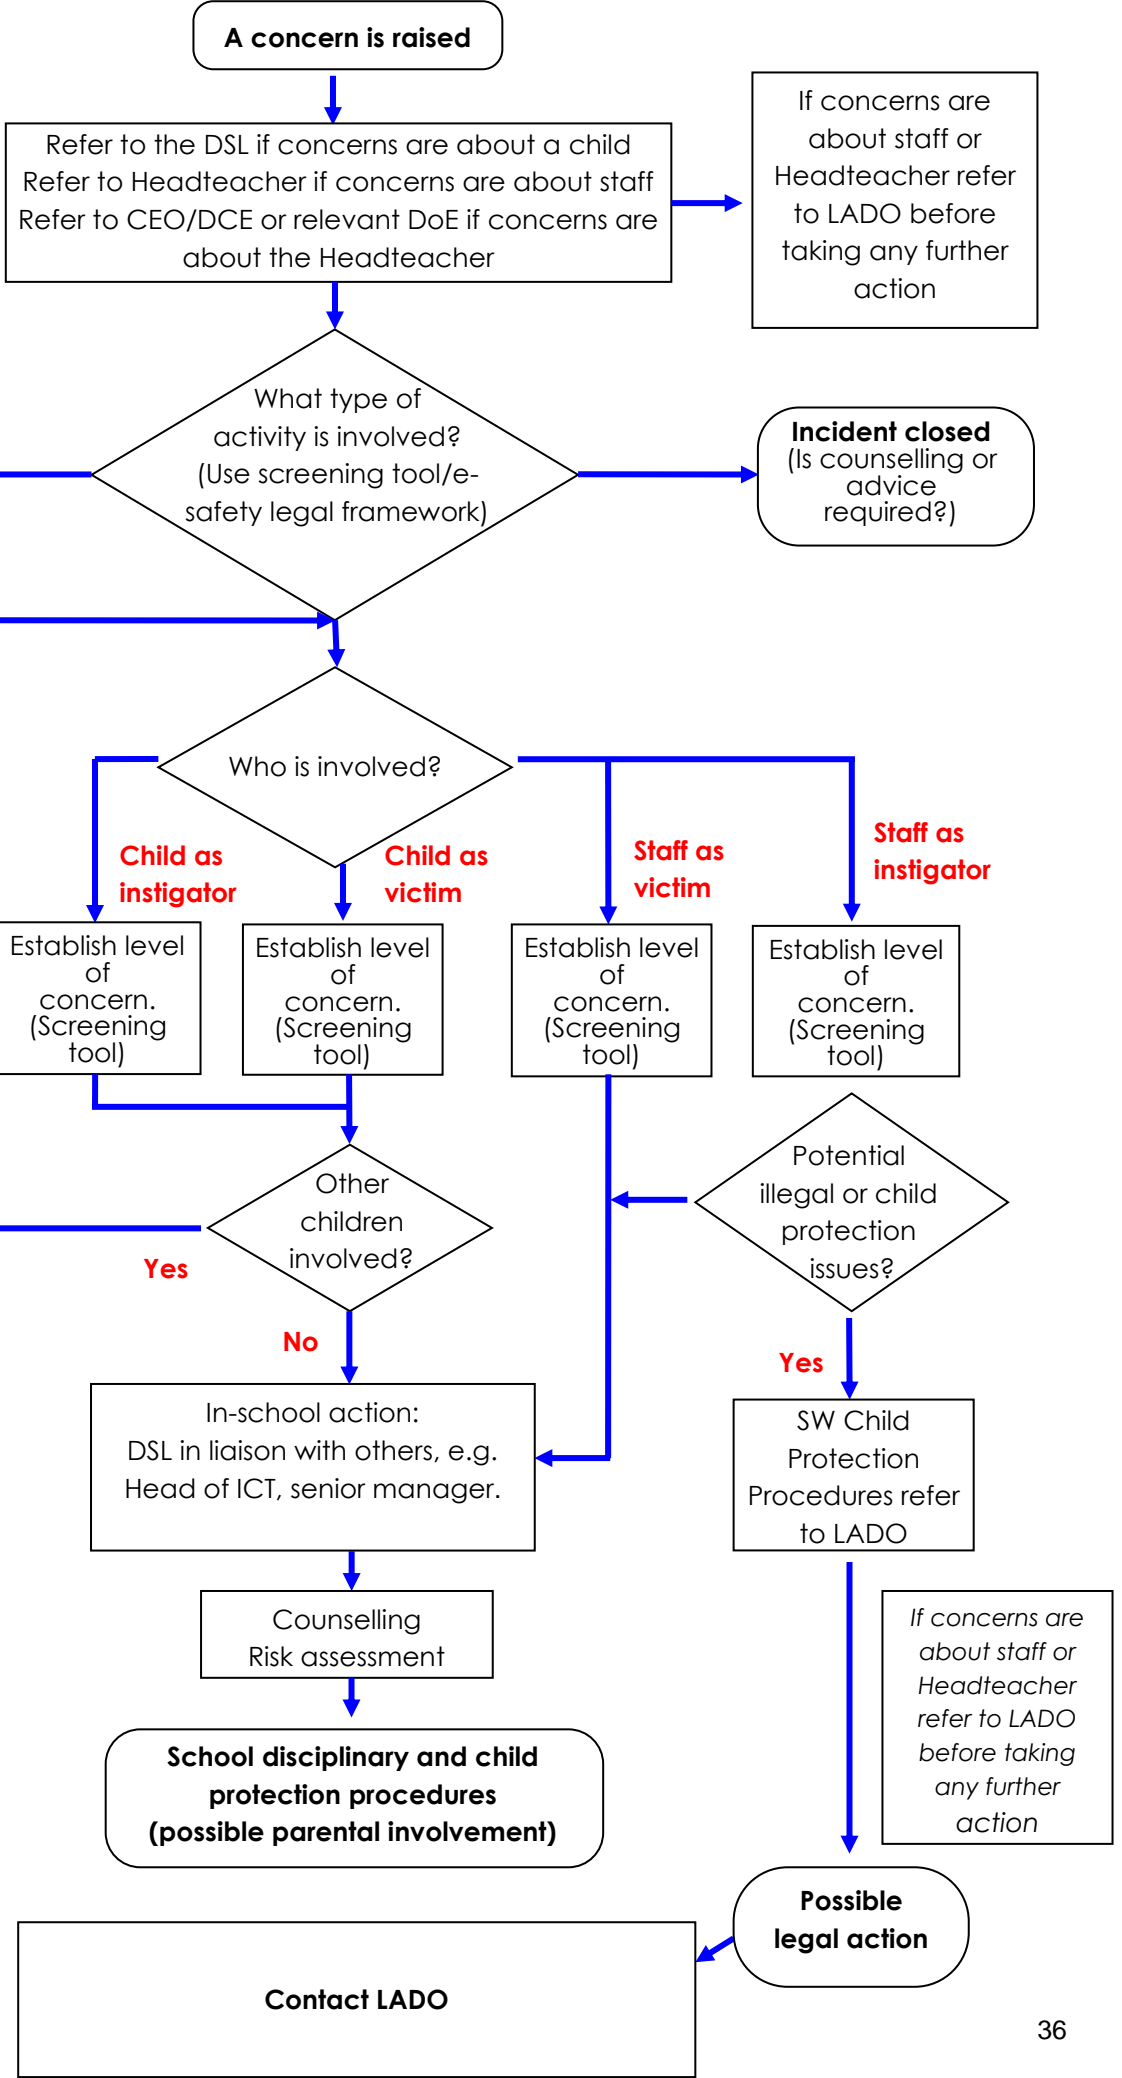 A concern is raised
Refer to the DSL if concerns are about a child
Refer to Headteacher if concerns are about staff
Refer to CEO/DCE or relevant DoE if concerns are
about the Headteacher
If concerns are
about staff or
Headteacher refer
to LADO before
taking any further
action
What type of
activity is involved?
(Use screening tool/e-
safety legal framework)
Incident closed
(Is counselling or
advice
required?)
Who is involved?
Child as
instigator
Child as
victim
Staff as
victim
Staff as
instigator
Establish level
of
concern.
(Screening
tool)
Establish level
of
concern.
(Screening
tool)
Establish level
of
concern.
(Screening
tool)
Establish level
of
concern.
(Screening
tool)
Other
children
involved?
Potential
illegal or child
protection
issues?
Yes
No
Yes
In-school action:
DSL in liaison with others, e.g.
Head of ICT, senior manager.
SW Child
Protection
Procedures refer
to LADO
Counselling
Risk assessment
If concerns are
about staff or
Headteacher
refer to LADO
before taking
any further
action
School disciplinary and child
protection procedures
(possible parental involvement)
Possible
legal action
Contact LADO
36